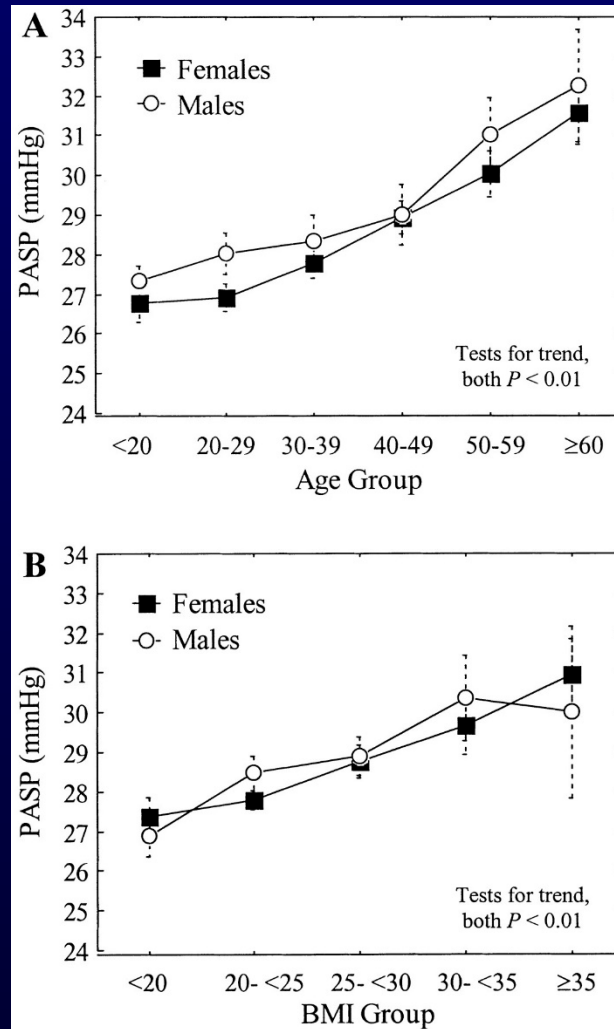 A
34
33
32
31
30
29
28
27
26
25
24
PASP (mmHg)
Females
Males
Tests for trend,
both P < 0.01
<20 20-29 30-39 40-49 50-59 ≥60
Age Group
B
34
33
32
31
30
29
28
27
26
25
24
PASP (mmHg)
Females
Males
Tests for trend,
both P < 0.01
<20 20- <25 25- <30 30- <35 ≥35
BMI Group